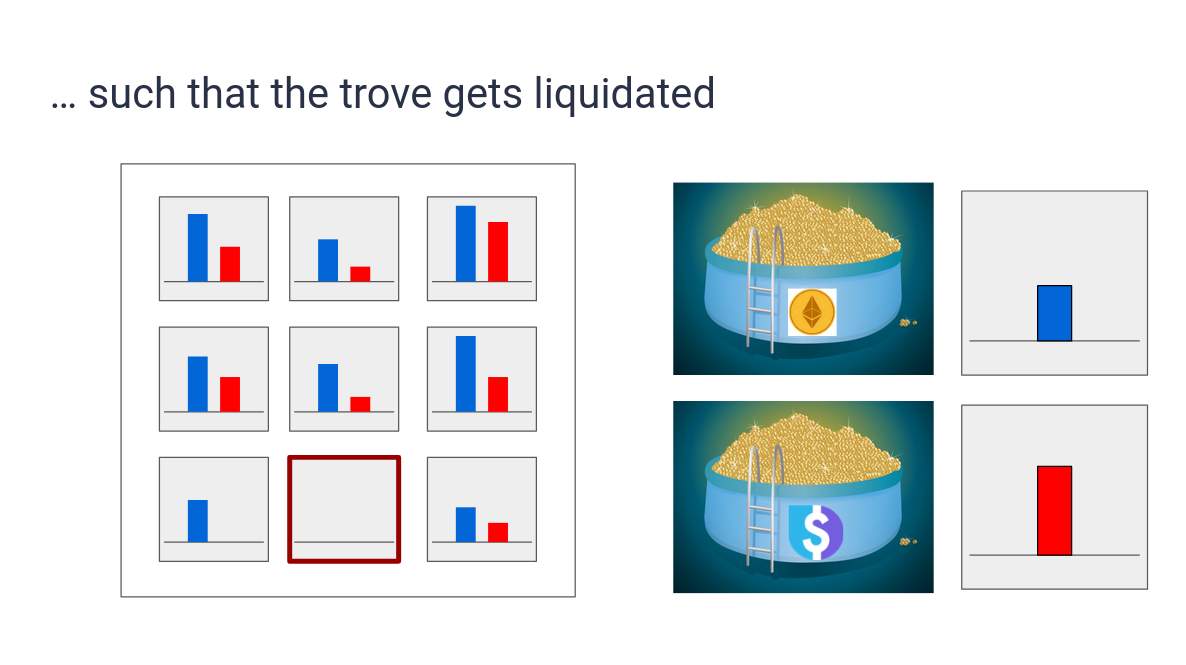 … such that the trove gets liquidated
$